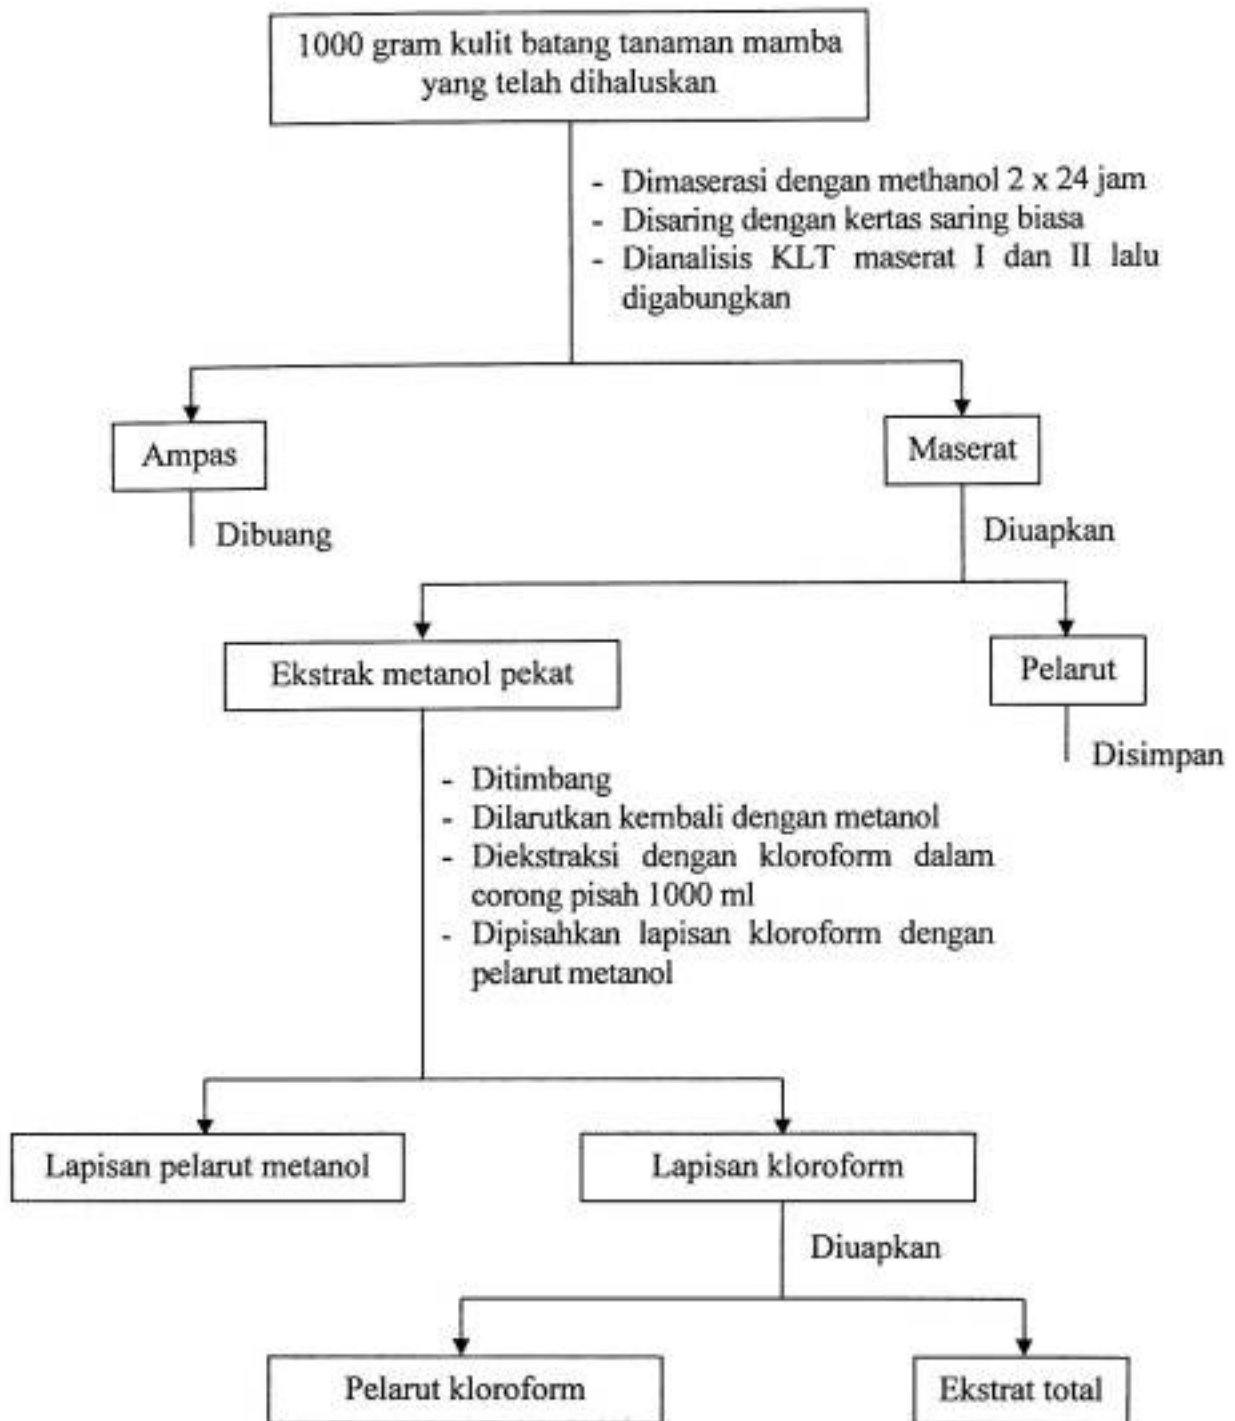 1000 gram kulit batang tanaman mamba
yang telah dihaluskan
- Dimaserasi dengan methanol 2 x 24 jam
- Disaring dengan kertas saring biasa
- Dianalisis KLT maserat I dan II lalu
digabungkan
Ampas
Maserat
Dibuang
Diuapkan
Ekstrak metanol pekat
Pelarut
Disimpan
- Ditimbang
- Dilarutkan kembali dengan metanol
- Diekstraksi dengan kloroform dalam
corong pisah 1000 ml
- Dipisahkan lapisan kloroform dengan
pelarut metanol
Lapisan pelarut metanol
Lapisan kloroform
Diuapkan
Pelarut kloroform
Ekstrat total